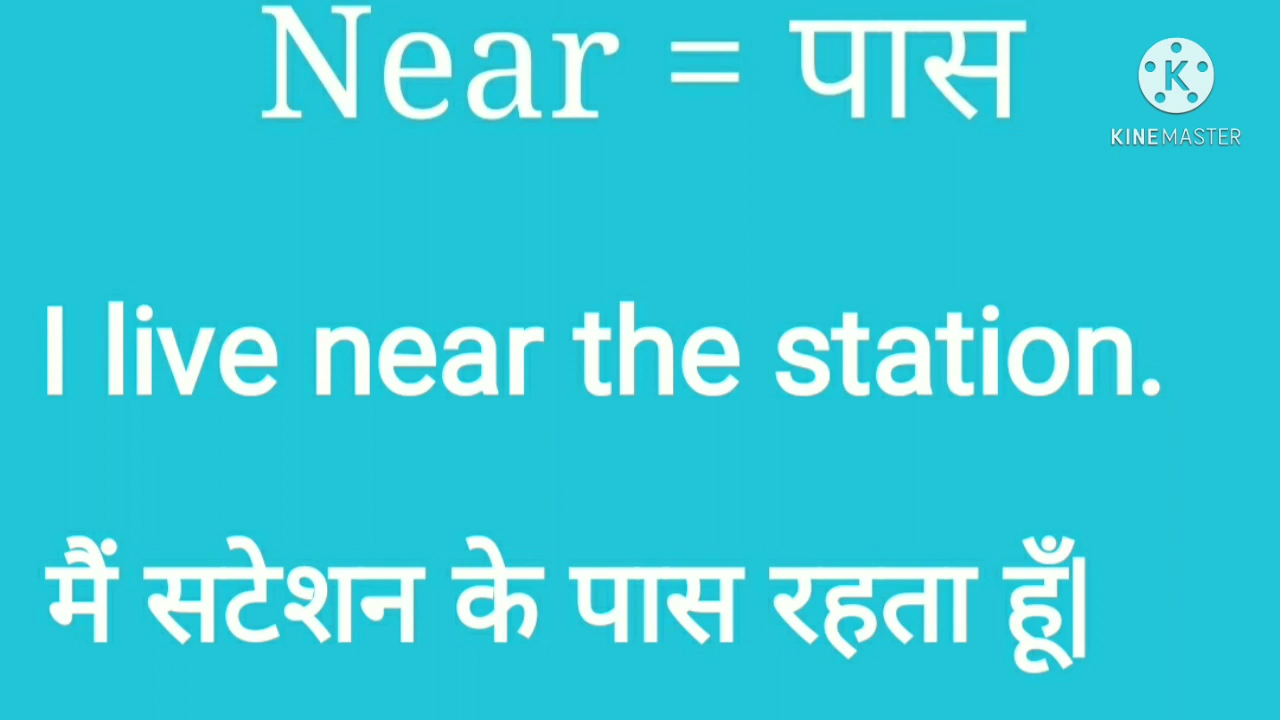 Near = पास
KINEMASTER
I live near the station.
मैं सटेशन के पास रहता हूँ|